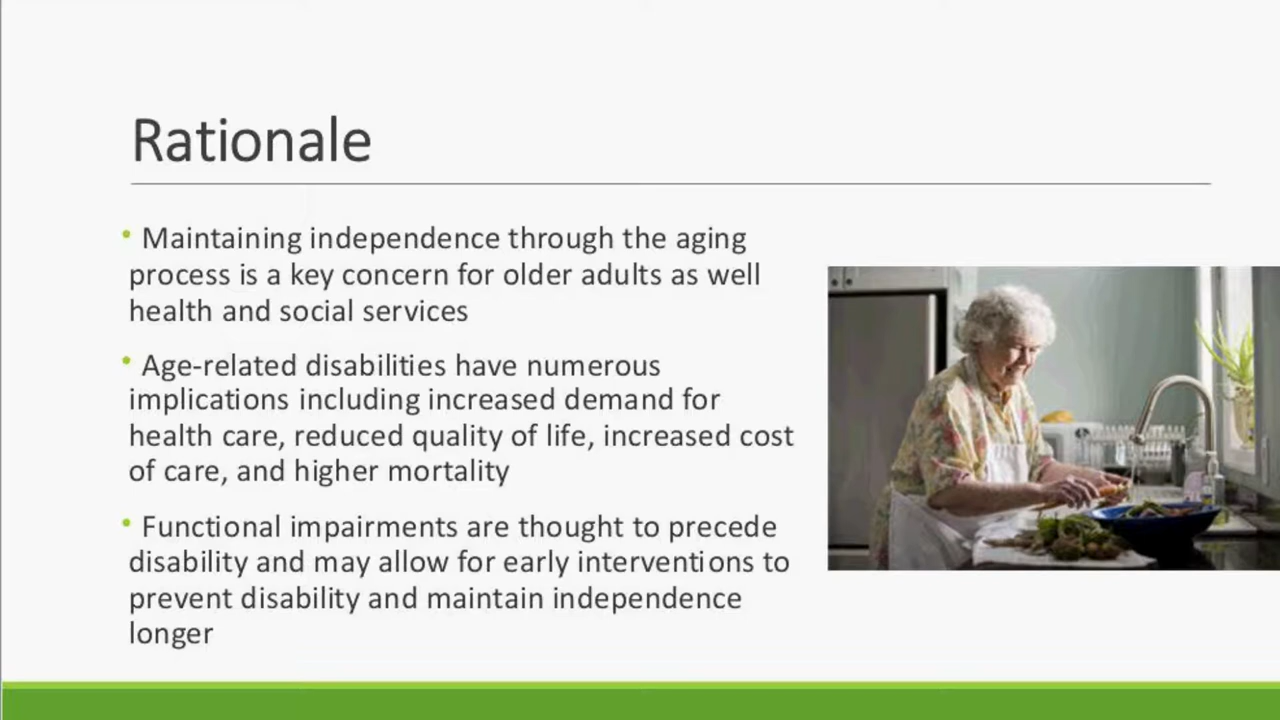 Rationale
• Maintaining independence through the aging
process is a key concern for older adults as well
health and social services
• Age-related disabilities have numerous
implications including increased demand for
health care, reduced quality of life, increased cost
of care, and higher mortality
• Functional impairments are thought to precede
disability and may allow for early interventions to
prevent disability and maintain independence
longer